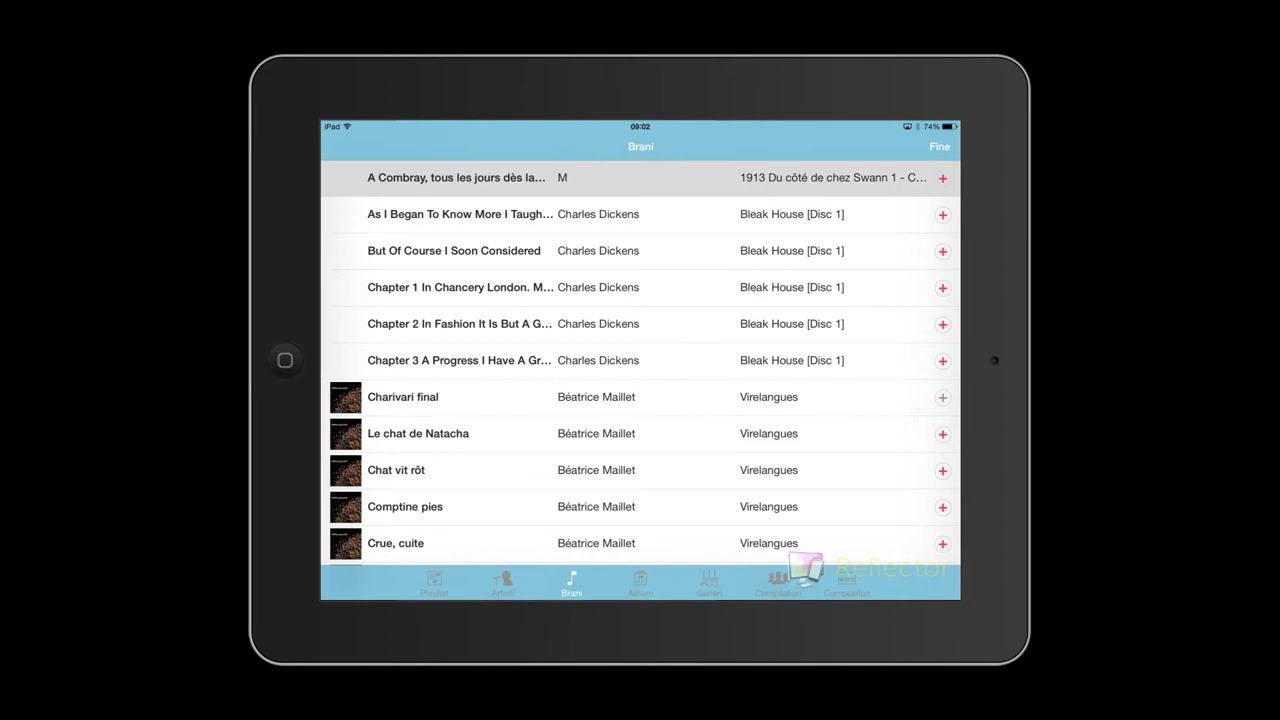 iPad 09:02 74%
Brani Fine
A Combray, tous les jours dès la... M 1913 Du côté de chez Swann 1 - C...
As I Began To Know More I Taugh... Charles Dickens Bleak House [Disc 1]
But Of Course I Soon Considered Charles Dickens Bleak House [Disc 1]
Chapter 1 In Chancery London. M... Charles Dickens Bleak House [Disc 1]
Chapter 2 In Fashion It Is But A G... Charles Dickens Bleak House [Disc 1]
Chapter 3 A Progress I Have A Gr... Charles Dickens Bleak House [Disc 1]
Charivari final Béatrice Maillet Virelangues
Le chat de Natacha Béatrice Maillet Virelangues
Chat vit rôt Béatrice Maillet Virelangues
Comptine pies Béatrice Maillet Virelangues
Crue, cuite Béatrice Maillet Virelangues
Reflector
Playlist Artisti Brani Album Generi Compilation Compositori